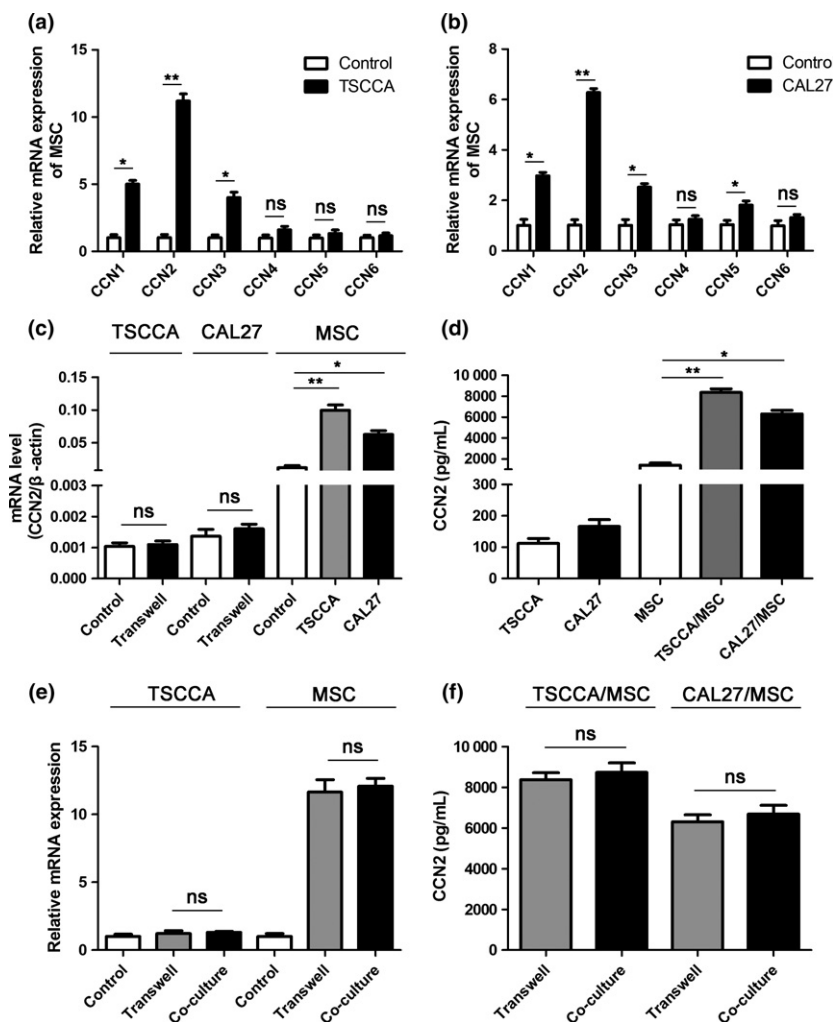 (a)
Relative mRNA expression
of MSC
15
10
5
0
Control
TSCCA
*
**
*
ns
ns
ns
CCN1
CCN2
CCN3
CCN4
CCN5
CCN6
(b)
Relative mRNA expression
of MSC
8
6
4
2
0
Contro
CAL27
*
**
*
ns
*
ns
CCN1
CCN2
CCN3
CCN4
CCN5
CCN6
(c)
TSCCA
CAL27
MSC
mRNA level
(CCN2/β -actin)
0.15
0.10
0.05
0.003
0.002
0.001
0.000
ns
ns
**
*
Control
Transwell
Control
Transwell
Control
TSCCA
CAL27
(d)
CCN2 (pg/mL)
10 000
8000
6000
4000
2000
300
200
100
0
**
*
TSCCA
CAL27
MSC
TSCCA/MSC
CAL27/MSC
(e)
TSCCA
MSC
Relative mRNA expression
15
10
5
0
ns
ns
Control
Transwell
Co-culture
Control
Transwell
Co-culture
(f)
TSCCA/MSC
CAL27/MSC
CCN2 (pg/mL)
10 000
8000
6000
4000
2000
0
ns
ns
Transwell
Co-culture
Transwell
Co-culture